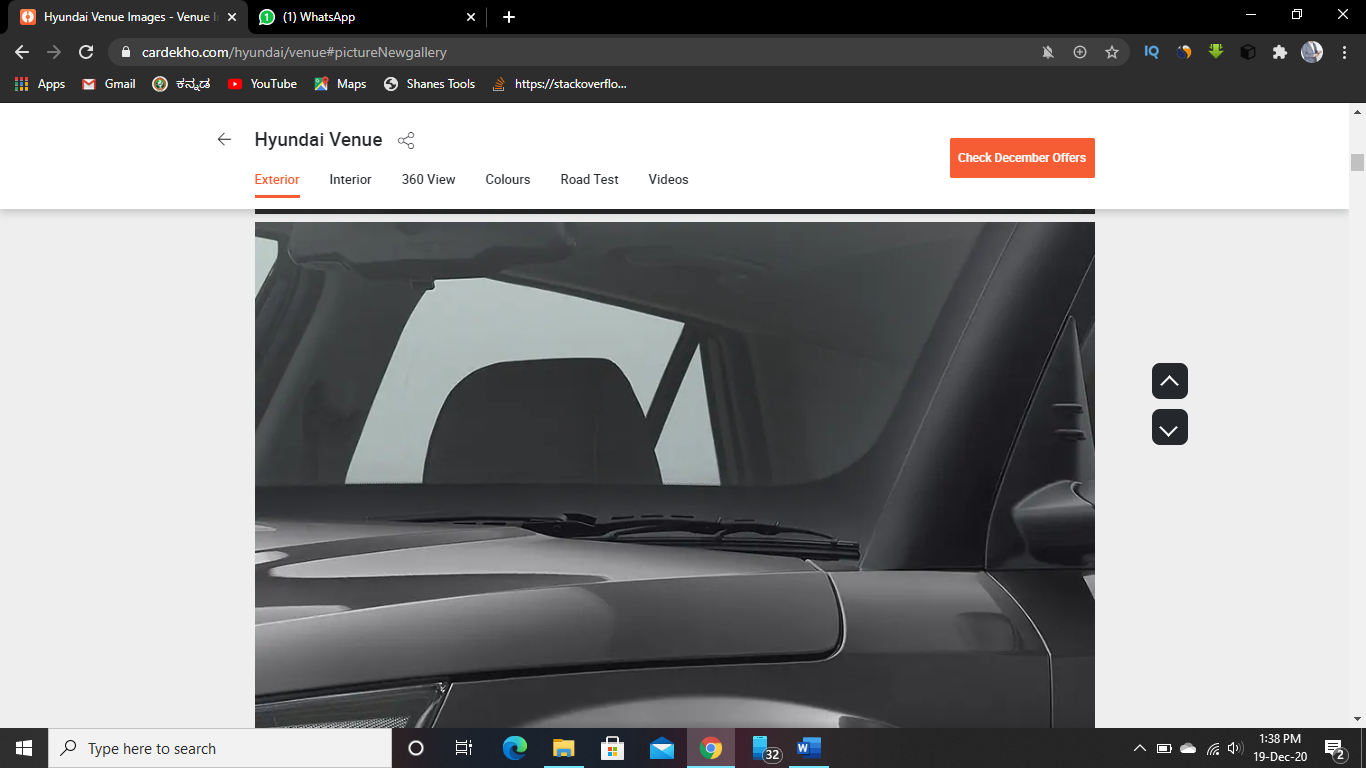 Hyundai Venue Images - Venue I
(1) WhatsApp
cardekho.com/hyundai/venue#pictureNewgallery
IQ
Apps Gmail ಕನ್ನಡ YouTube Maps Shanes Tools https://stackoverflo...
Hyundai Venue
Check December Offers
Exterior Interior 360 View Colours Road Test Videos
Type here to search
32
W
1:38 PM
19-Dec-20
2